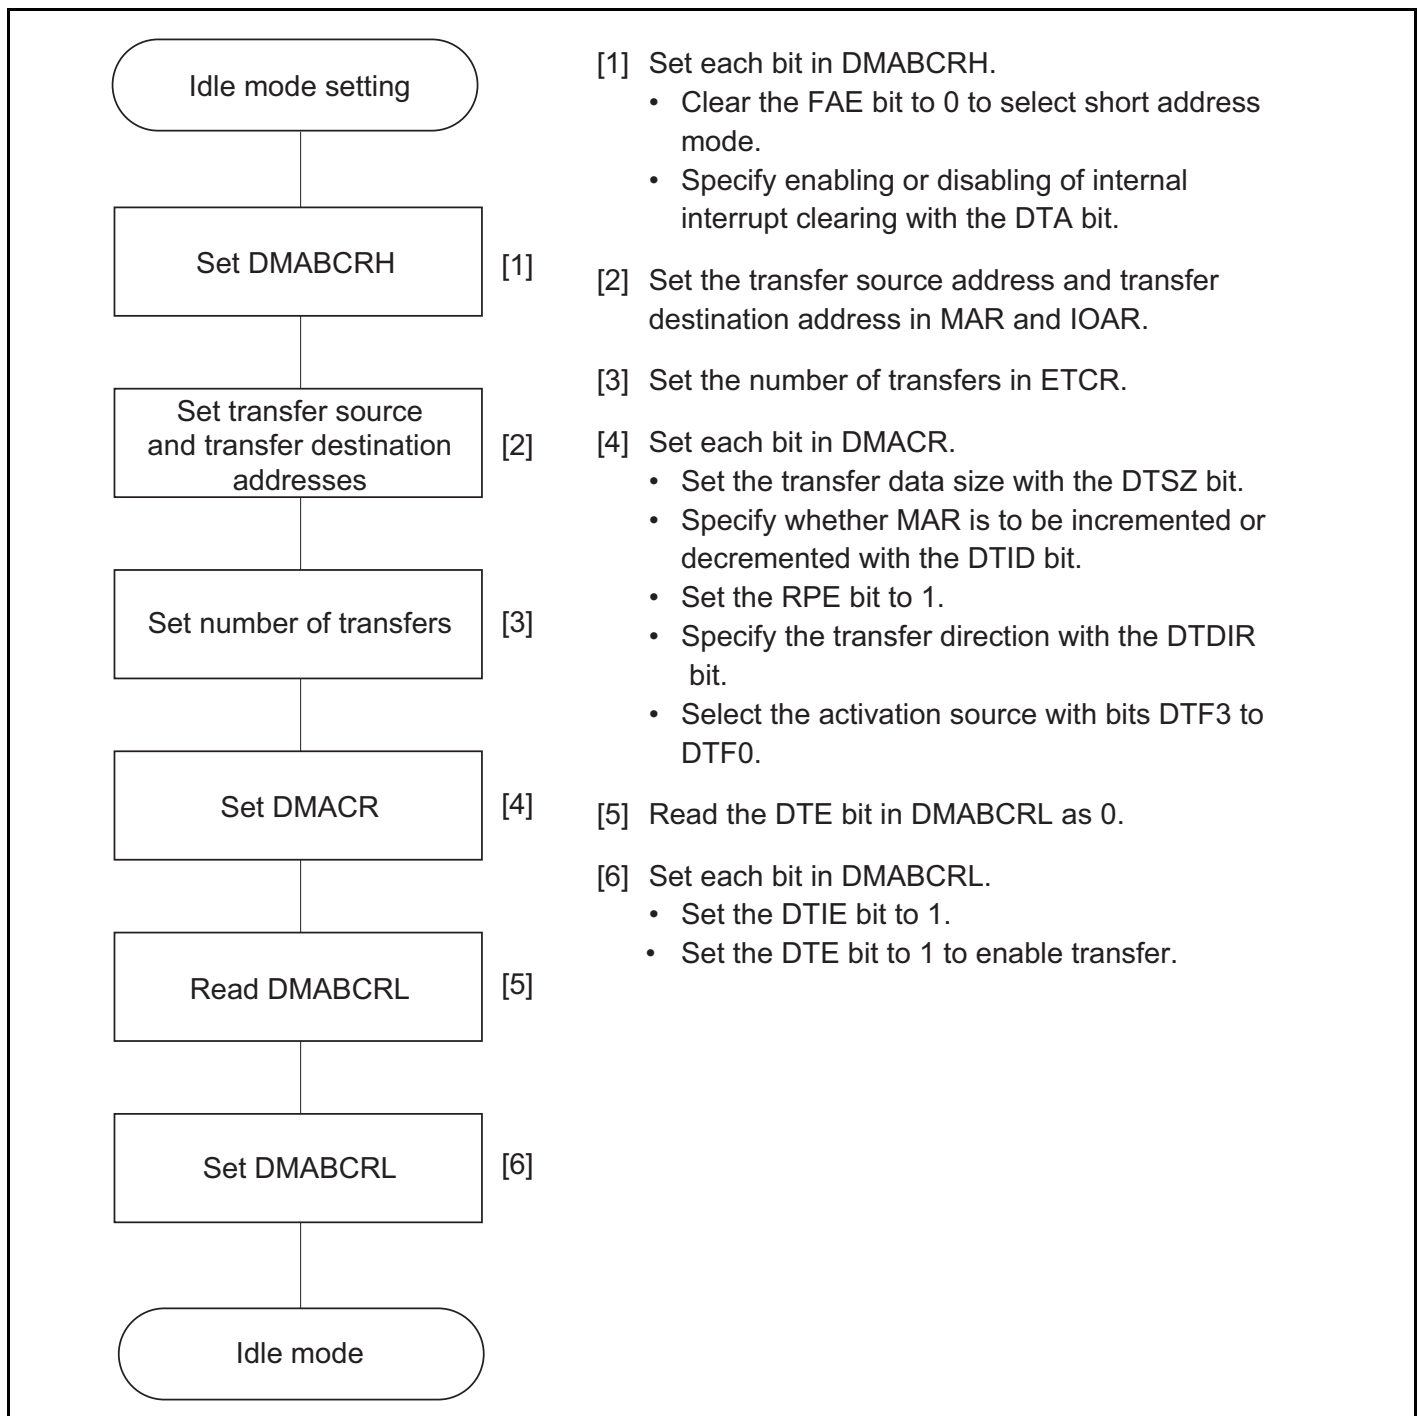 Idle mode setting
Set DMABCRH
[1]
Set transfer source
and transfer destination
addresses
[2]
Set number of transfers
[3]
Set DMACR
[4]
Read DMABCRL
[5]
Set DMABCRL
[6]
Idle mode
[1] Set each bit in DMABCRH.
• Clear the FAE bit to 0 to select short address
mode.
• Specify enabling or disabling of internal
interrupt clearing with the DTA bit.
[2] Set the transfer source address and transfer
destination address in MAR and IOAR.
[3] Set the number of transfers in ETCR.
[4] Set each bit in DMACR.
• Set the transfer data size with the DTSZ bit.
• Specify whether MAR is to be incremented or
decremented with the DTID bit.
• Set the RPE bit to 1.
• Specify the transfer direction with the DTDIR
bit.
• Select the activation source with bits DTF3 to
DTF0.
[5] Read the DTE bit in DMABCRL as 0.
[6] Set each bit in DMABCRL.
• Set the DTIE bit to 1.
• Set the DTE bit to 1 to enable transfer.